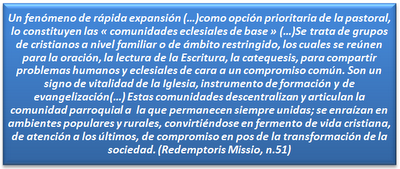 Un fenómeno de rápida expansión (...)como opción prioritaria de la pastoral,
lo constituyen las « comunidades eclesiales de base » (...)Se trata de grupos
de cristianos a nivel familiar o de ámbito restringido, los cuales se reúnen
para la oración, la lectura de la Escritura, la catequesis, para compartir
problemas humanos y eclesiales de cara a un compromiso común. Son un
signo de vitalidad de la Iglesia, instrumento de formación y de
evangelización(...) Estas comunidades descentralizan y articulan la
comunidad parroquial a la que permanecen siempre unidas; se enraízan en
ambientes populares y rurales, convirtiéndose en fermento de vida cristiana,
de atención a los últimos, de compromiso en pos de la transformación de la
sociedad. (Redemptoris Missio, n.51)